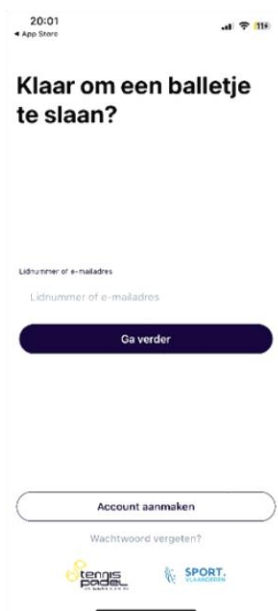 20:01
◀ App Store
11
Klaar om een balletje
te slaan?
Lidnummer of e-mailadres
Lidnummer of e-mailadres
Ga verder
Account aanmaken
Wachtwoord vergeten?
tennis
padel
SPORT.
VLAANDEREN